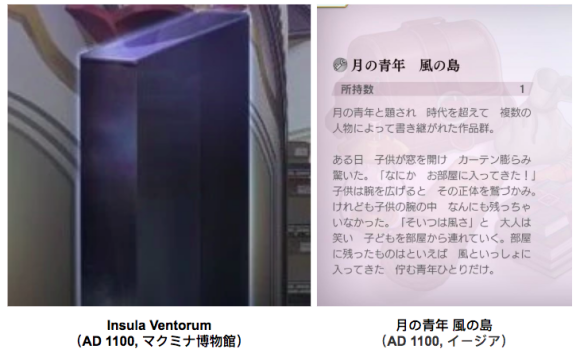 月の青年　風の島
所持数 1
月の青年と題され　時代を超えて　複数の
人物によって書き継がれた作品群。
ある日　子供が窓を開け　カーテン膨らみ
驚いた。「なにか　お部屋に入ってきた！」
子供は腕を広げると　その正体を鷲づかみ。
けれども子供の腕の中　なんにも残っちゃ
いなかった。「そいつは風さ」と　大人は
笑い　子どもを部屋から連れていく。部屋
に残ったものはといえば　風といっしょに
入ってきた　佇む青年ひとりだけ。
Insula Ventorum
（AD 1100, マクミナ博物館）
月の青年 風の島
（AD 1100, イージア）